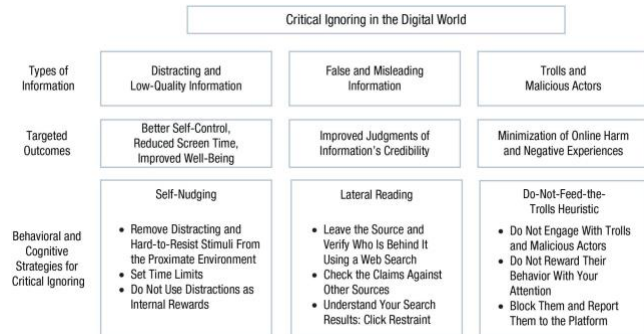 Critical Ignoring in the Digital World
Types of
Information
Distracting and
Low-Quality Information
False and Misleading
Information
Trolls and
Malicious Actors
Targeted
Outcomes
Better Self-Control,
Reduced Screen Time,
Improved Well-Being
Improved Judgments of
Information's Credibility
Minimization of Online Harm
and Negative Experiences
Behavioral and
Cognitive
Strategies for
Critical Ignoring
Self-Nudging
• Remove Distracting and
Hard-to-Resist Stimuli From
the Proximate Environment
• Set Time Limits
• Do Not Use Distractions as
Internal Rewards
Lateral Reading
• Leave the Source and
Verify Who Is Behind It
Using a Web Search
• Check the Claims Against
Other Sources
• Understand Your Search
Results: Click Restraint
Do-Not-Feed-the-
Trolls Heuristic
• Do Not Engage With Trolls
and Malicious Actors
• Do Not Reward Their
Behavior With Your
Attention
• Block Them and Report
Them to the Platform